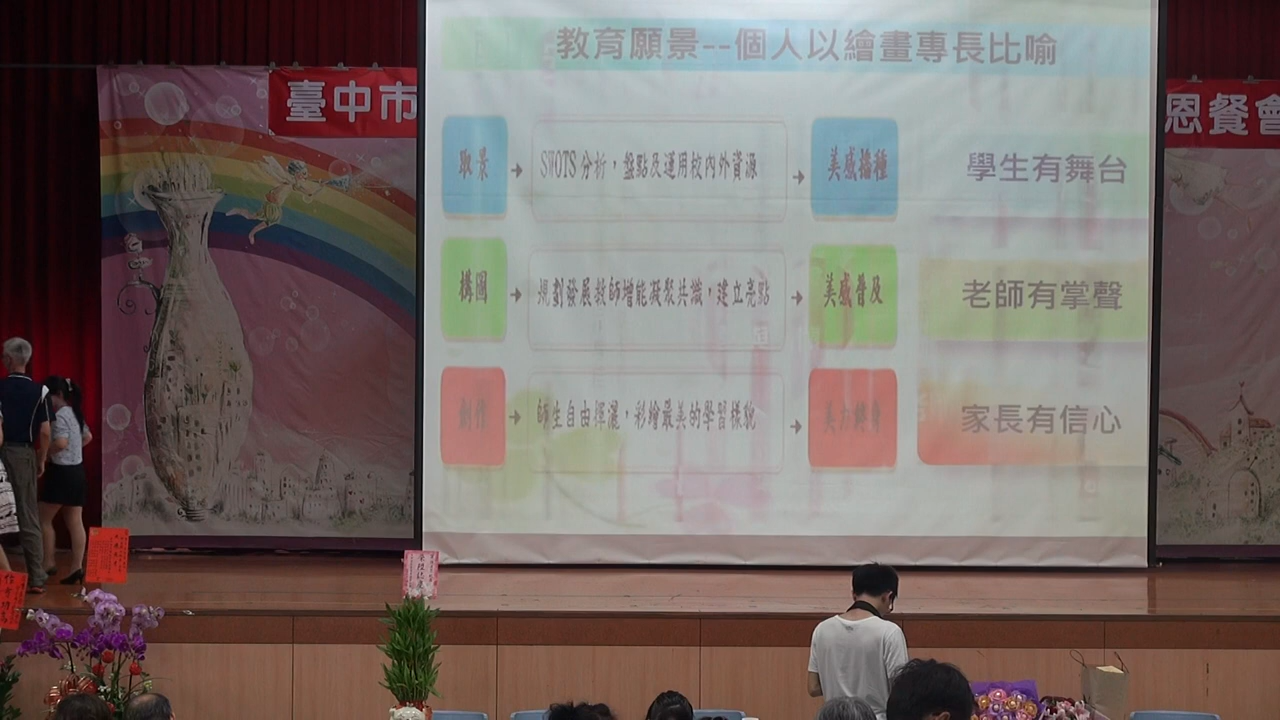 教育願景--個人以繪畫專長比喻
臺中市
恩餐會
取景
SWOTS分析，盤點及運用校內外資源
美感播種
學生有舞台
構圖
規劃發展教師增能凝聚共識，建立亮點
美感普及
老師有掌聲
創作
師生自由揮灑，彩繪最美的學習樣貌
美力轉身
家長有信心